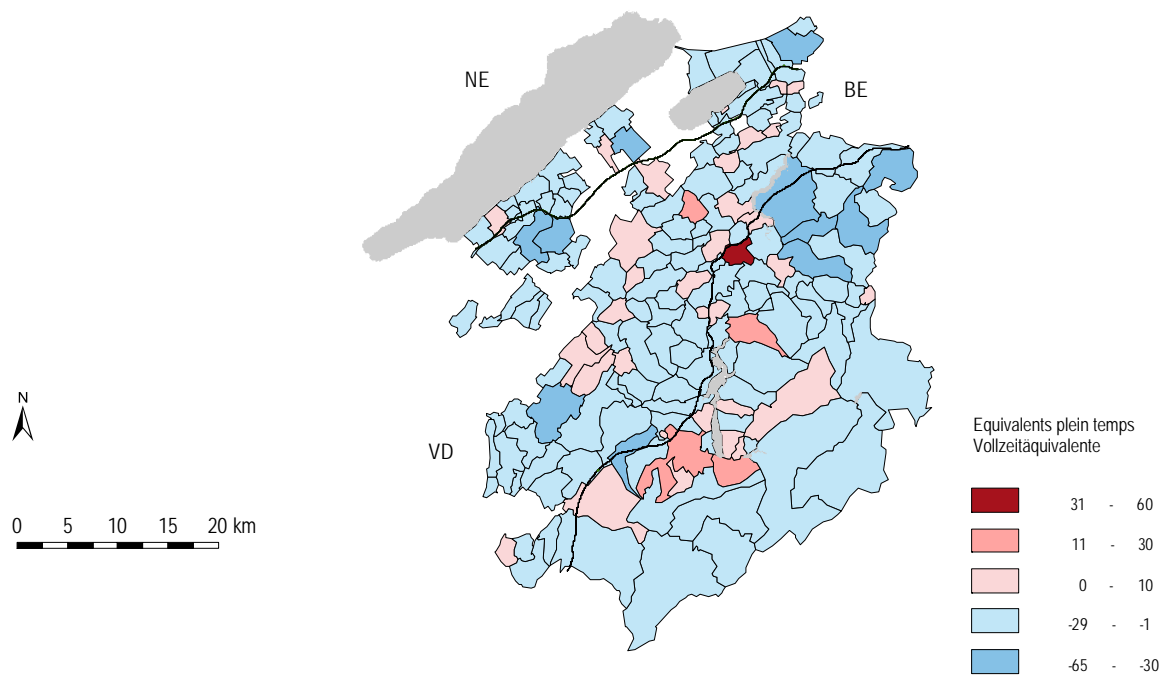 NE
BE
N
VD
0 5 10 15 20 km
Equivalents plein temps
Vollzeitäquivalente
31 - 60
11 - 30
0 - 10
-29 - -1
-65 - -30